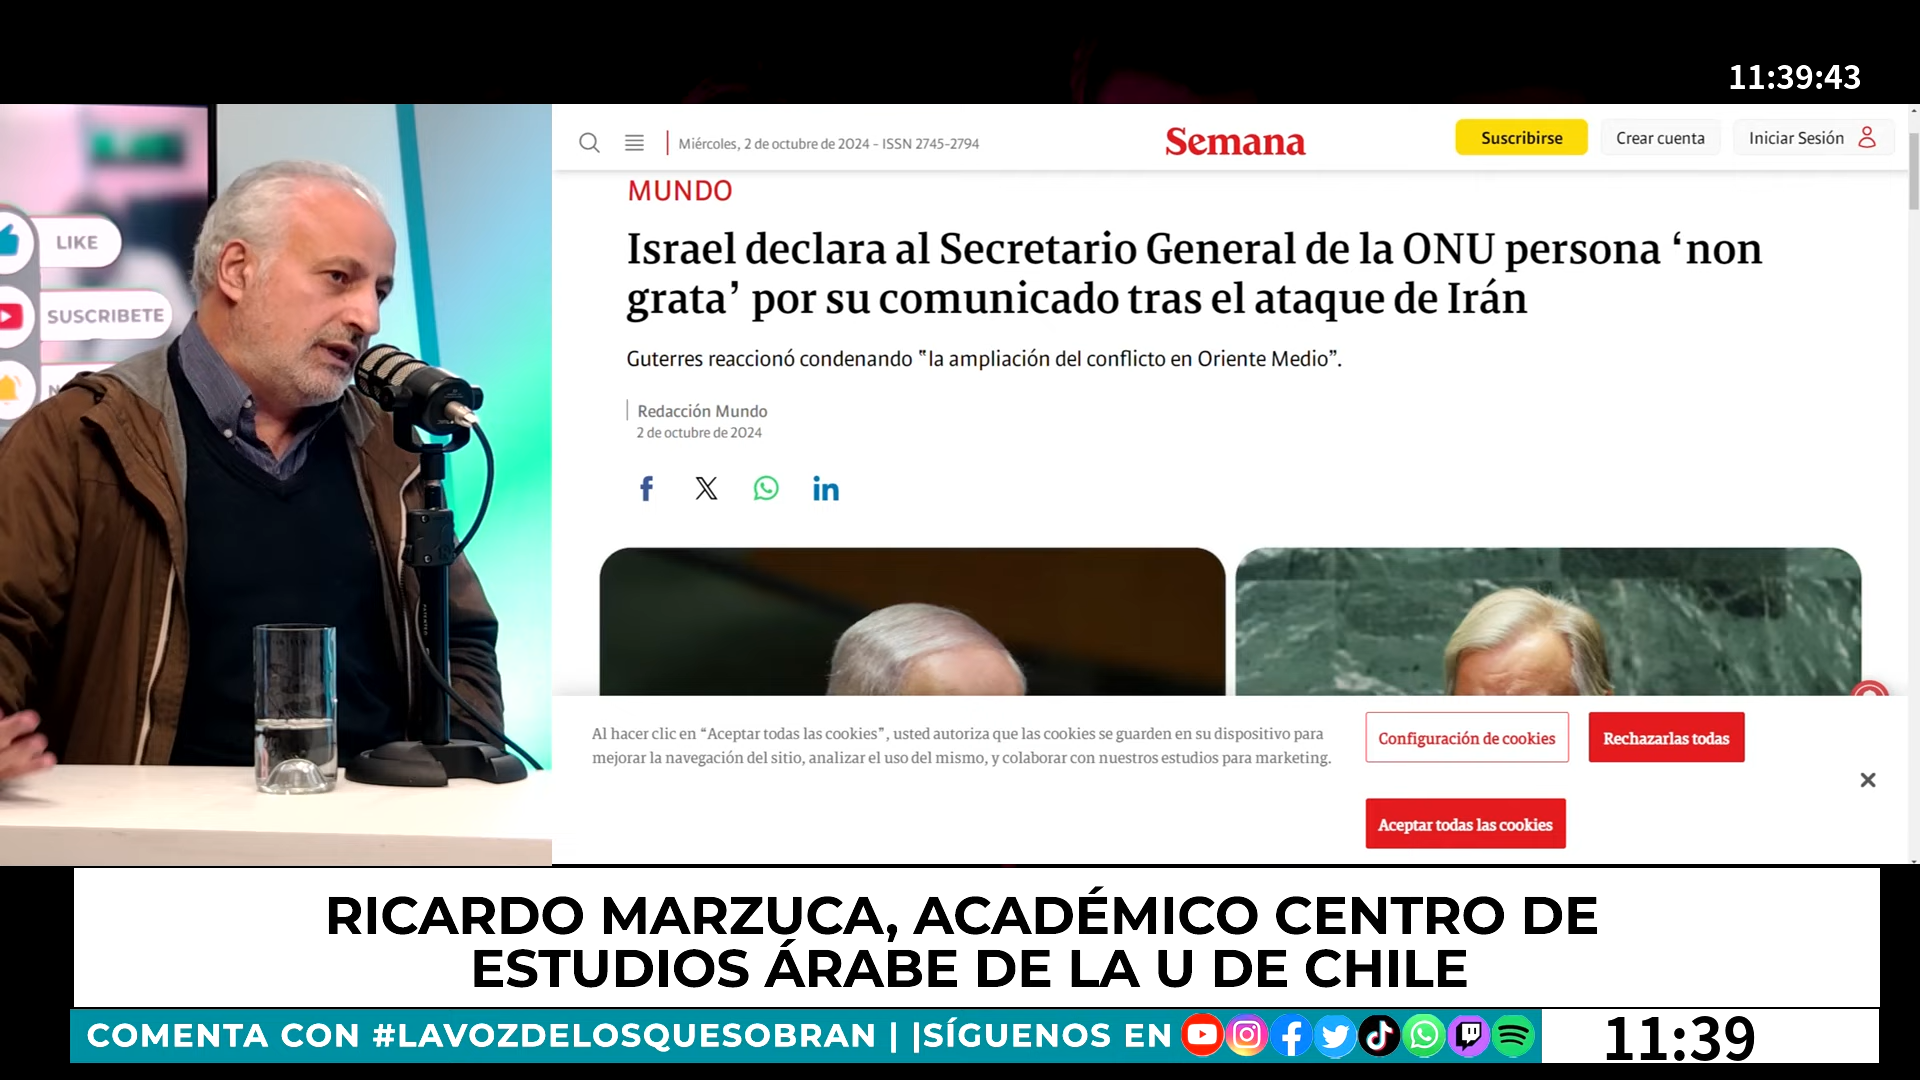 11:39:43
LIKE
SUSCRIBETE
N
Miércoles, 2 de octubre de 2024 - ISSN 2745-2794
Semana
Suscribirse
Crear cuenta
Iniciar Sesión
MUNDO
Israel declara al Secretario General de la ONU persona ‘non
grata’ por su comunicado tras el ataque de Irán
Guterres reaccionó condenando “la ampliación del conflicto en Oriente Medio”.
Redacción Mundo
2 de octubre de 2024
Al hacer clic en “Aceptar todas las cookies”, usted autoriza que las cookies se guarden en su dispositivo para
mejorar la navegación del sitio, analizar el uso del mismo, y colaborar con nuestros estudios para marketing.
Configuración de cookies
Rechazarlas todas
Aceptar todas las cookies
RICARDO MARZUCA, ACADÉMICO CENTRO DE
ESTUDIOS ÁRABE DE LA U DE CHILE
COMENTA CON #LAVOZDELOSQUESOBRAN | |SÍGUENOS EN
11:39